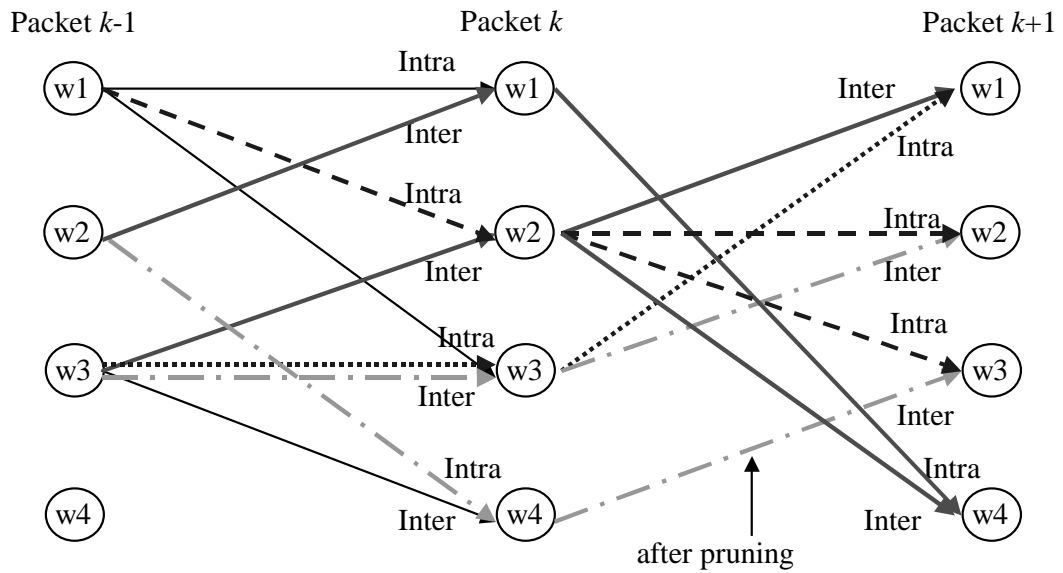 Packet k-1
Packet k
Packet k+1
Intra
w1
w1
Inter
w1
Inter
Intra
Intra
w2
w2
Intra
w2
Inter
Inter
Intra
Intra
w3
w3
w3
Inter
Inter
Intra
Intra
w4
Inter
w4
Inter
w4
after pruning